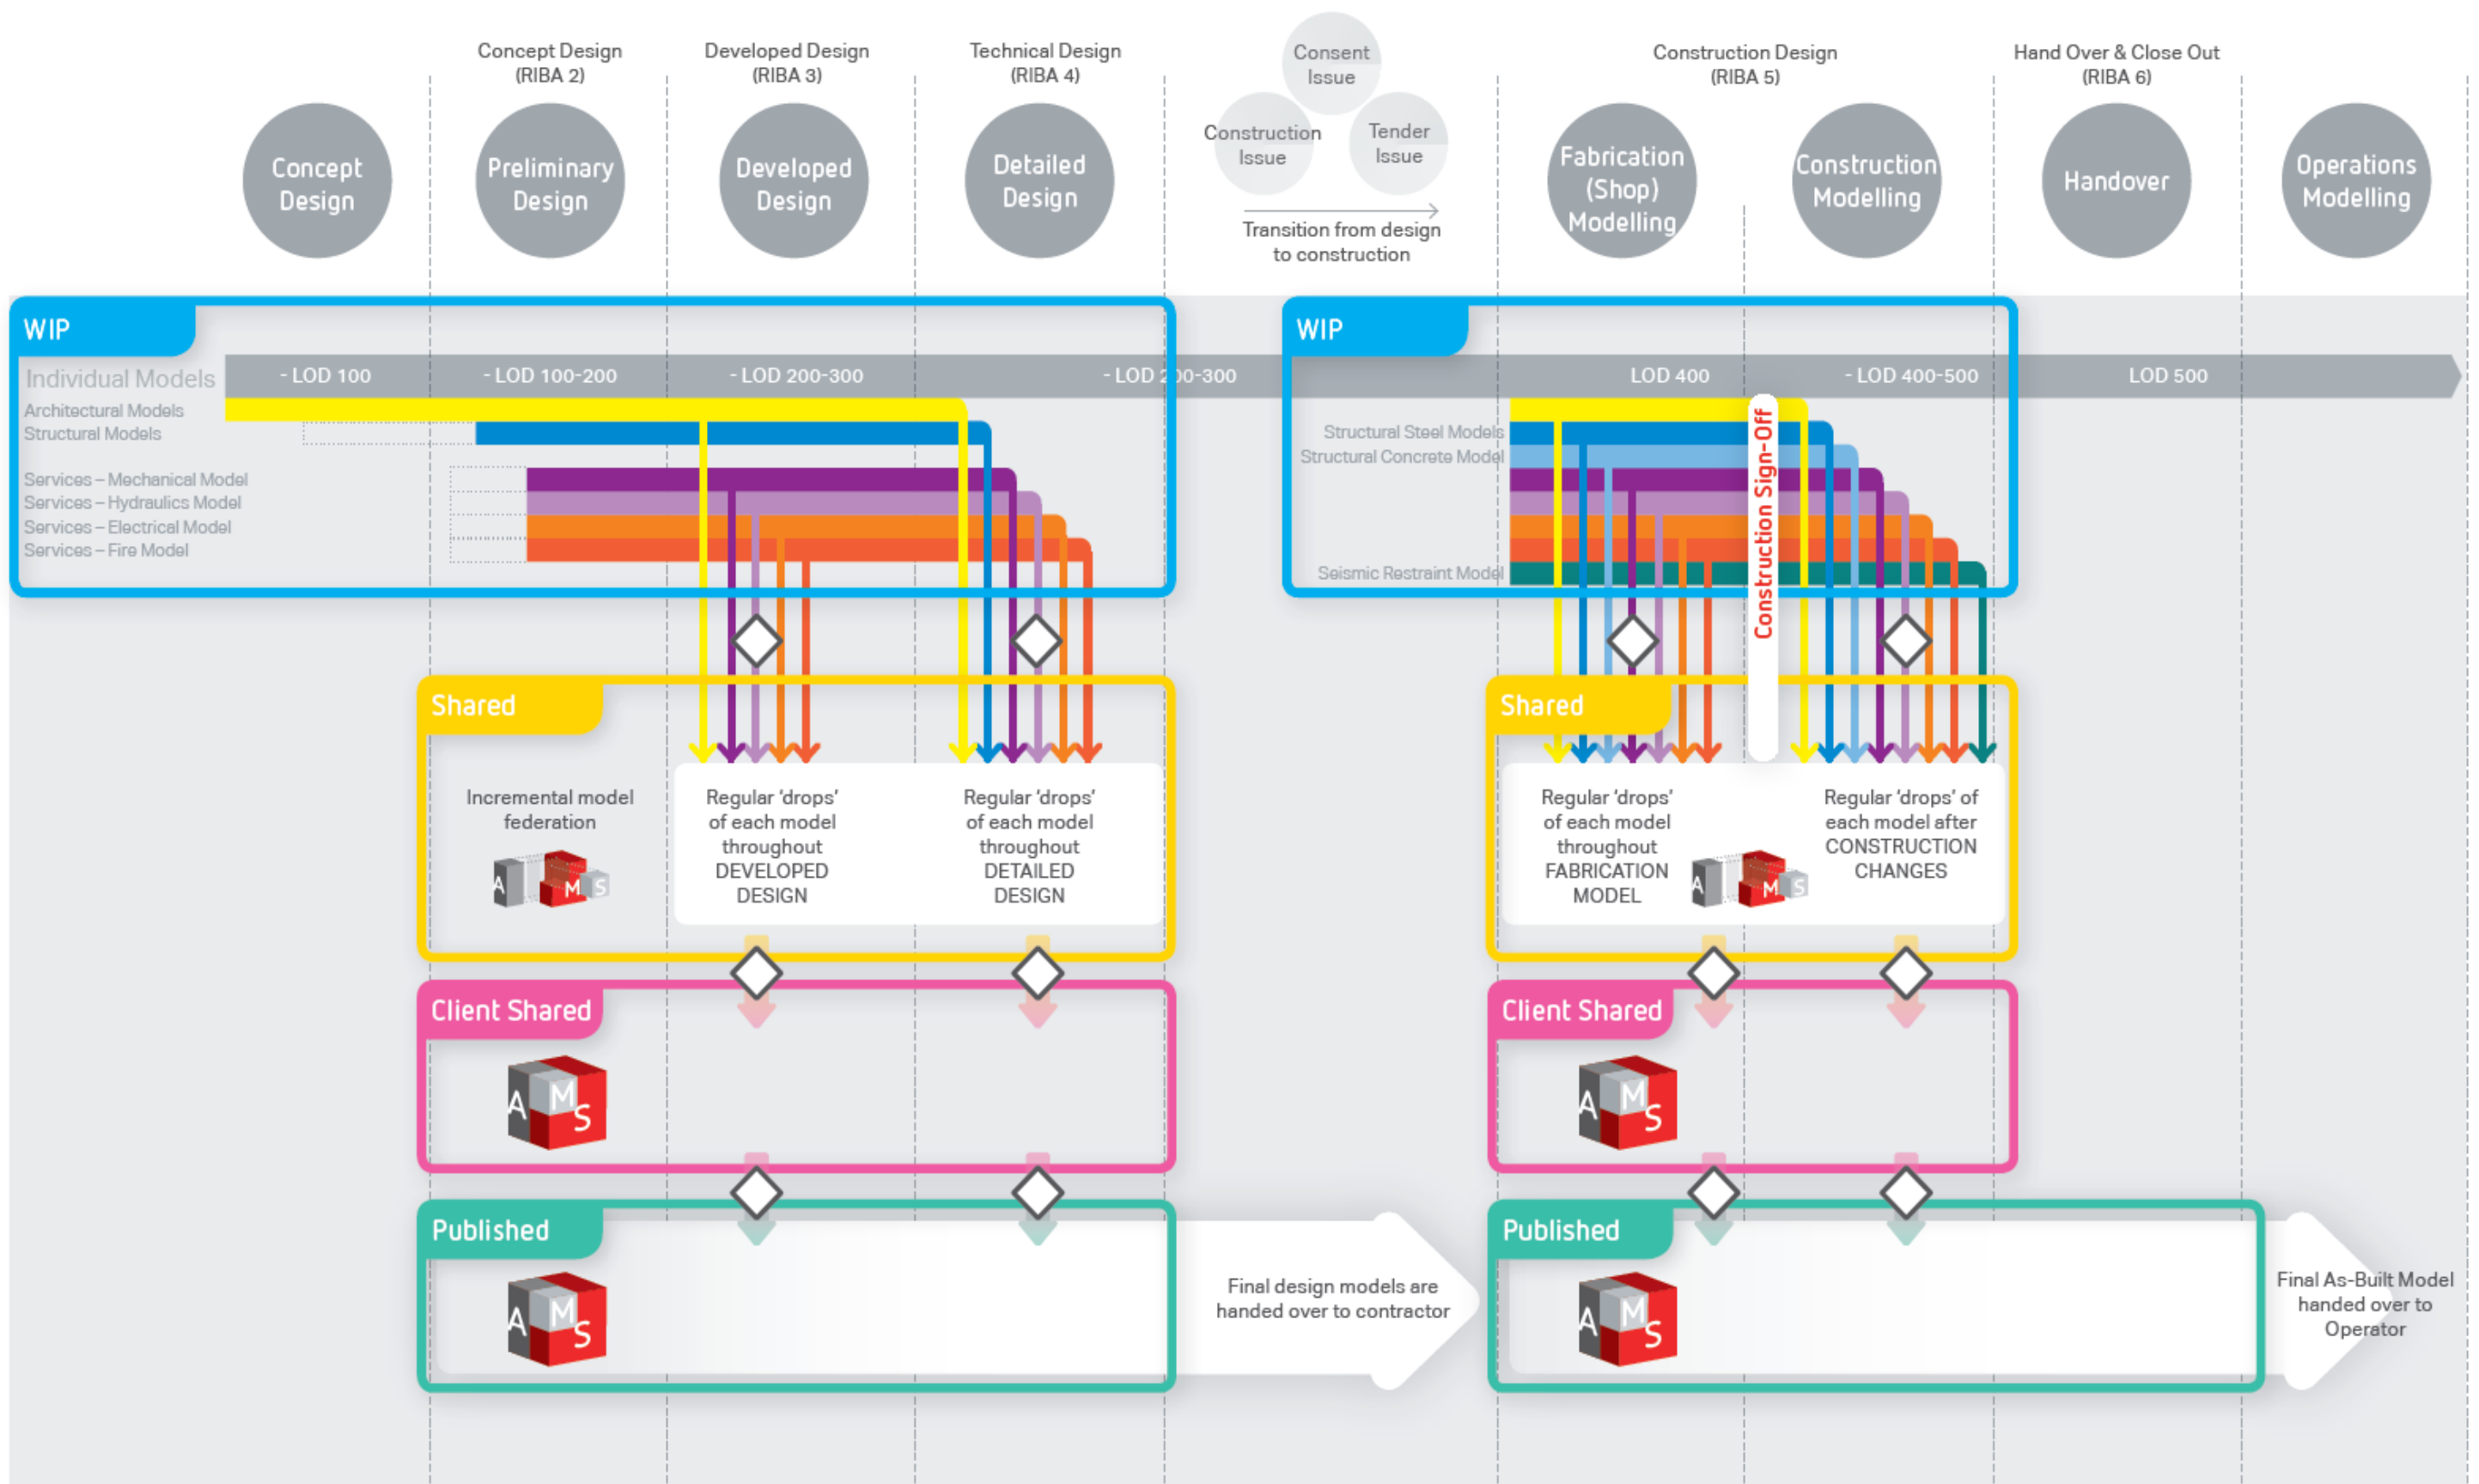 Concept Design
(RIBA 2)
Developed Design
(RIBA 3)
Technical Design
(RIBA 4)
Construction Design
(RIBA 5)
Hand Over & Close Out
(RIBA 6)
Concept
Design
Preliminary
Design
Developed
Design
Detailed
Design
Consent
Issue
Construction
Issue
Tender
Issue
Transition from design
to construction
Fabrication
(Shop)
Modelling
Construction
Modelling
Handover
Operations
Modelling
WIP
WIP
Individual Models
- LOD 100
- LOD 100-200
- LOD 200-300
- LOD 200-300
LOD 400
- LOD 400-500
LOD 500
Architectural Models
Structural Models
Services – Mechanical Model
Services – Hydraulics Model
Services – Electrical Model
Services – Fire Model
Structural Steel Models
Structural Concrete Model
Seismic Restraint Model
Construction Sign-Off
Shared
Incremental model
federation
A M S
Regular ‘drops’
of each model
throughout
DEVELOPED
DESIGN
Regular ‘drops’
of each model
throughout
DETAILED
DESIGN
Shared
Regular ‘drops’
of each model
throughout
FABRICATION
MODEL
A M S
Regular ‘drops’ of
each model after
CONSTRUCTION
CHANGES
Client Shared
A M S
Client Shared
A M S
Published
A M S
Final design models are
handed over to contractor
Published
A M S
Final As-Built Model
handed over to
Operator